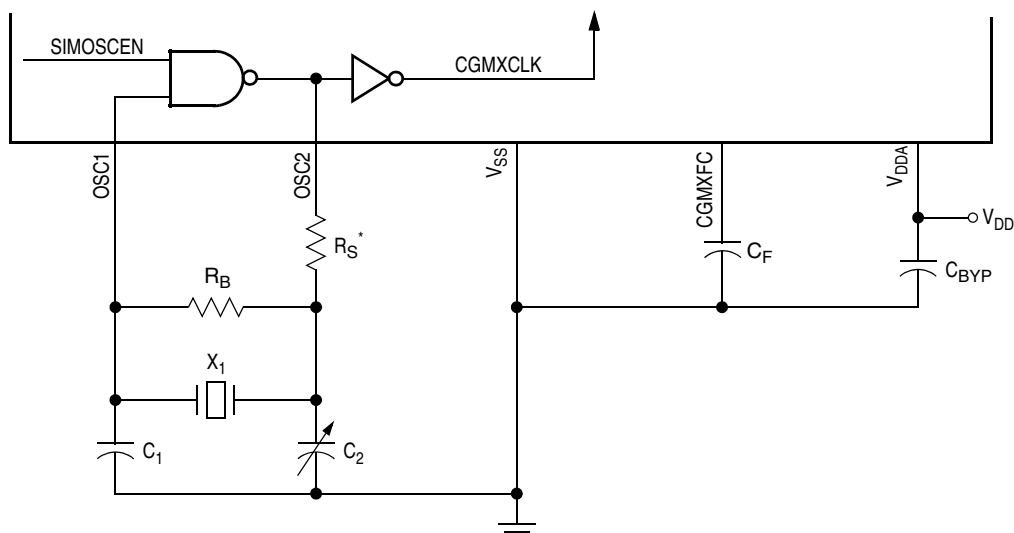 SIMOSCEN
CGMXCLK
OSC1
OSC2
VSS
CGMXFC
VDDA
VDD
RS*
CF
CBYP
RB
X1
C1
C2